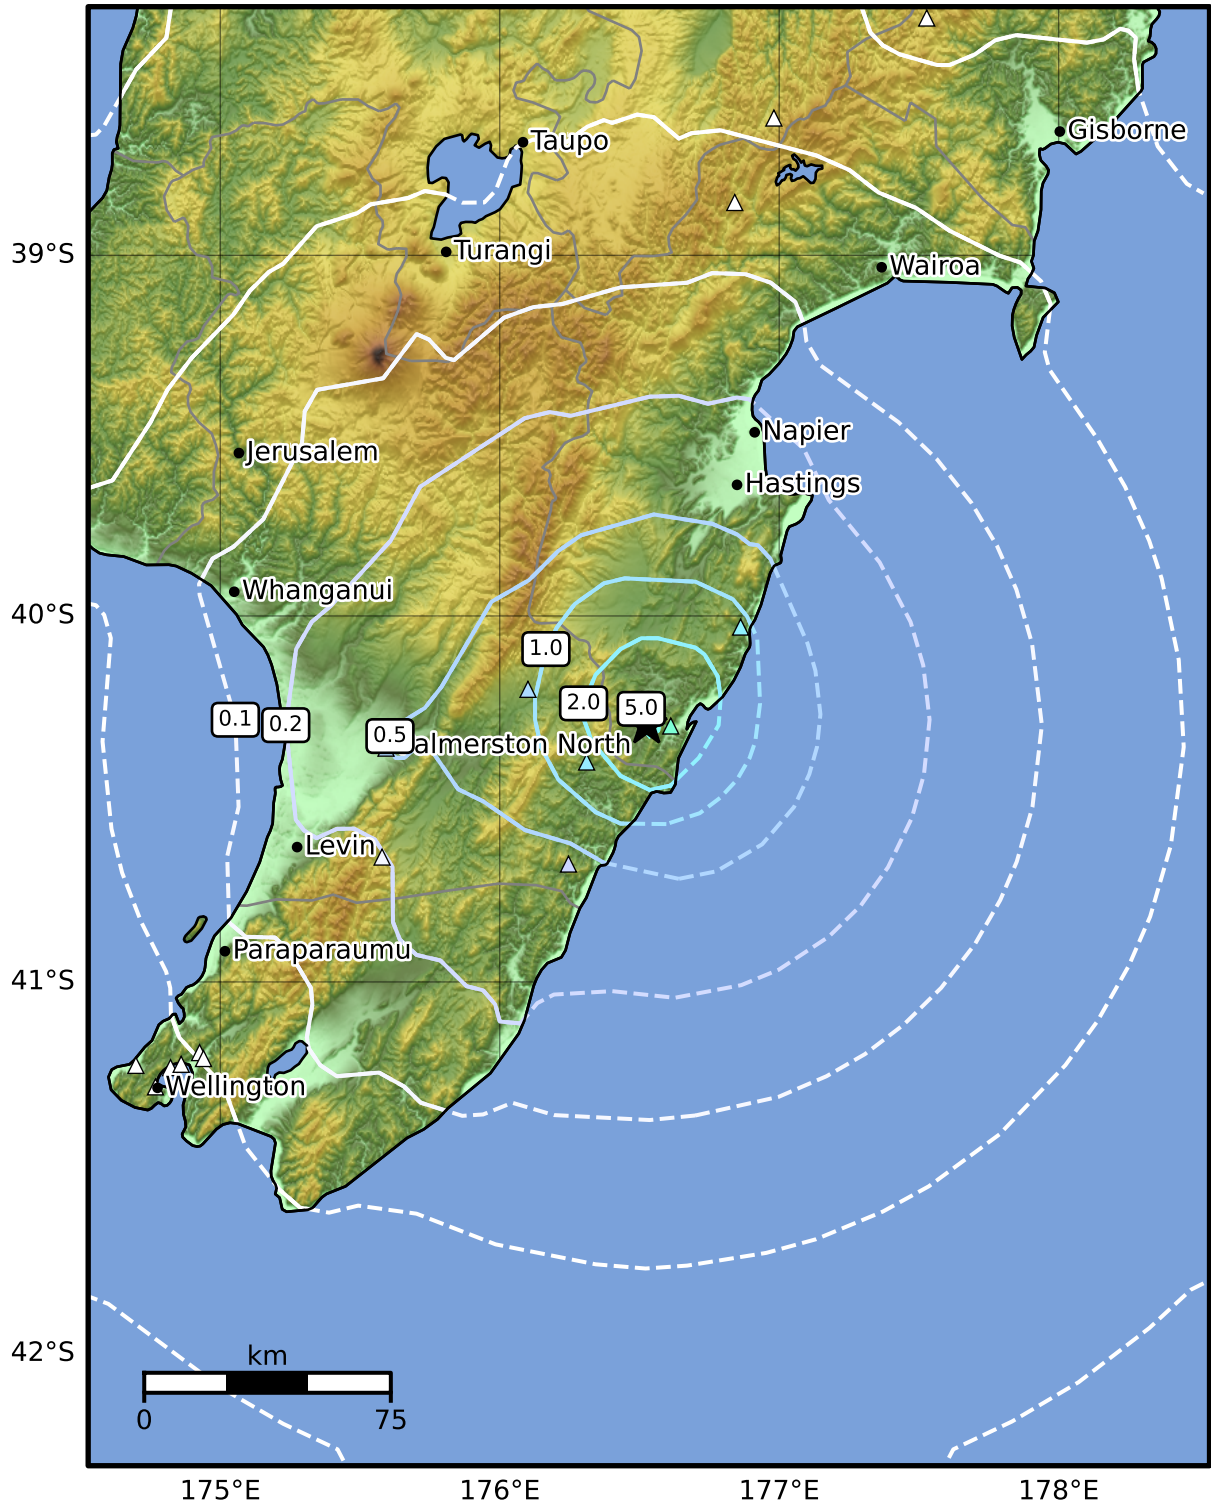 Taupo
Gisborne
39°S
Turangi
Wairoa
Napier
Jerusalem
Hastings
Whanganui
40°S
1.0
2.0
5.0
0.1
0.2
0.5
almerston North
Levin
Paraparaumu
41°S
Wellington
42°S
km
0
75
175°E
176°E
177°E
178°E